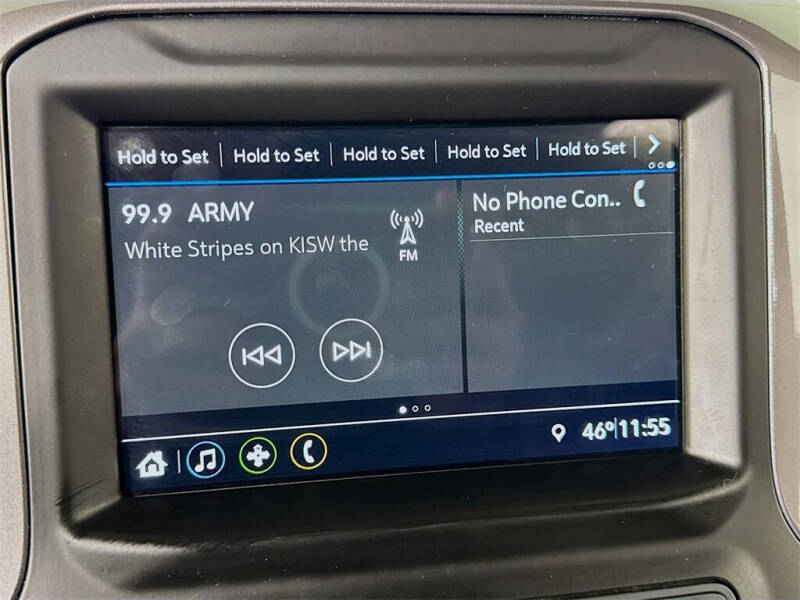 Hold to Set Hold to Set Hold to Set Hold to Set Hold to Set
99.9 ARMY
White Stripes on KISW the
FM
No Phone Con..
Recent
46° 11:55